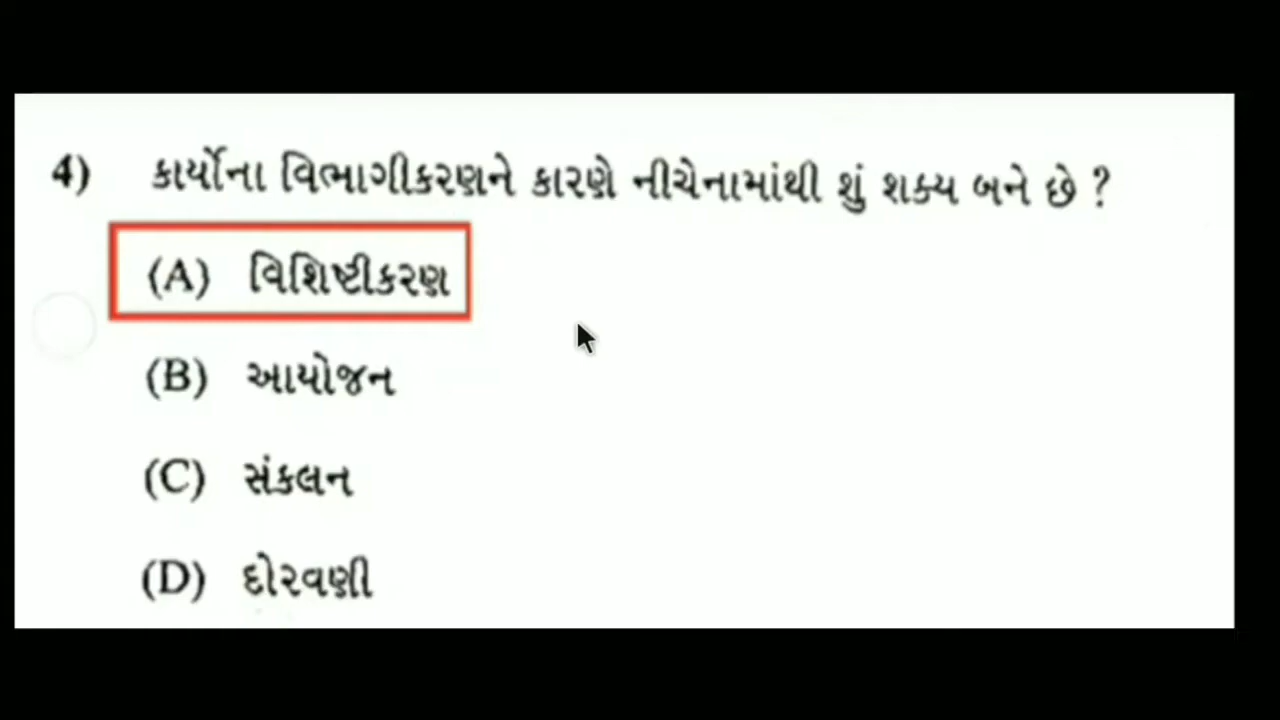 4) કાર્યોના વિભાગીકરણને કારણે નીચેનામાંથી શું શક્ય બને છે ?
(A) વિશિષ્ટીકરણ
(B) આયોજન
(C) સંકલન
(D) દોરવણી